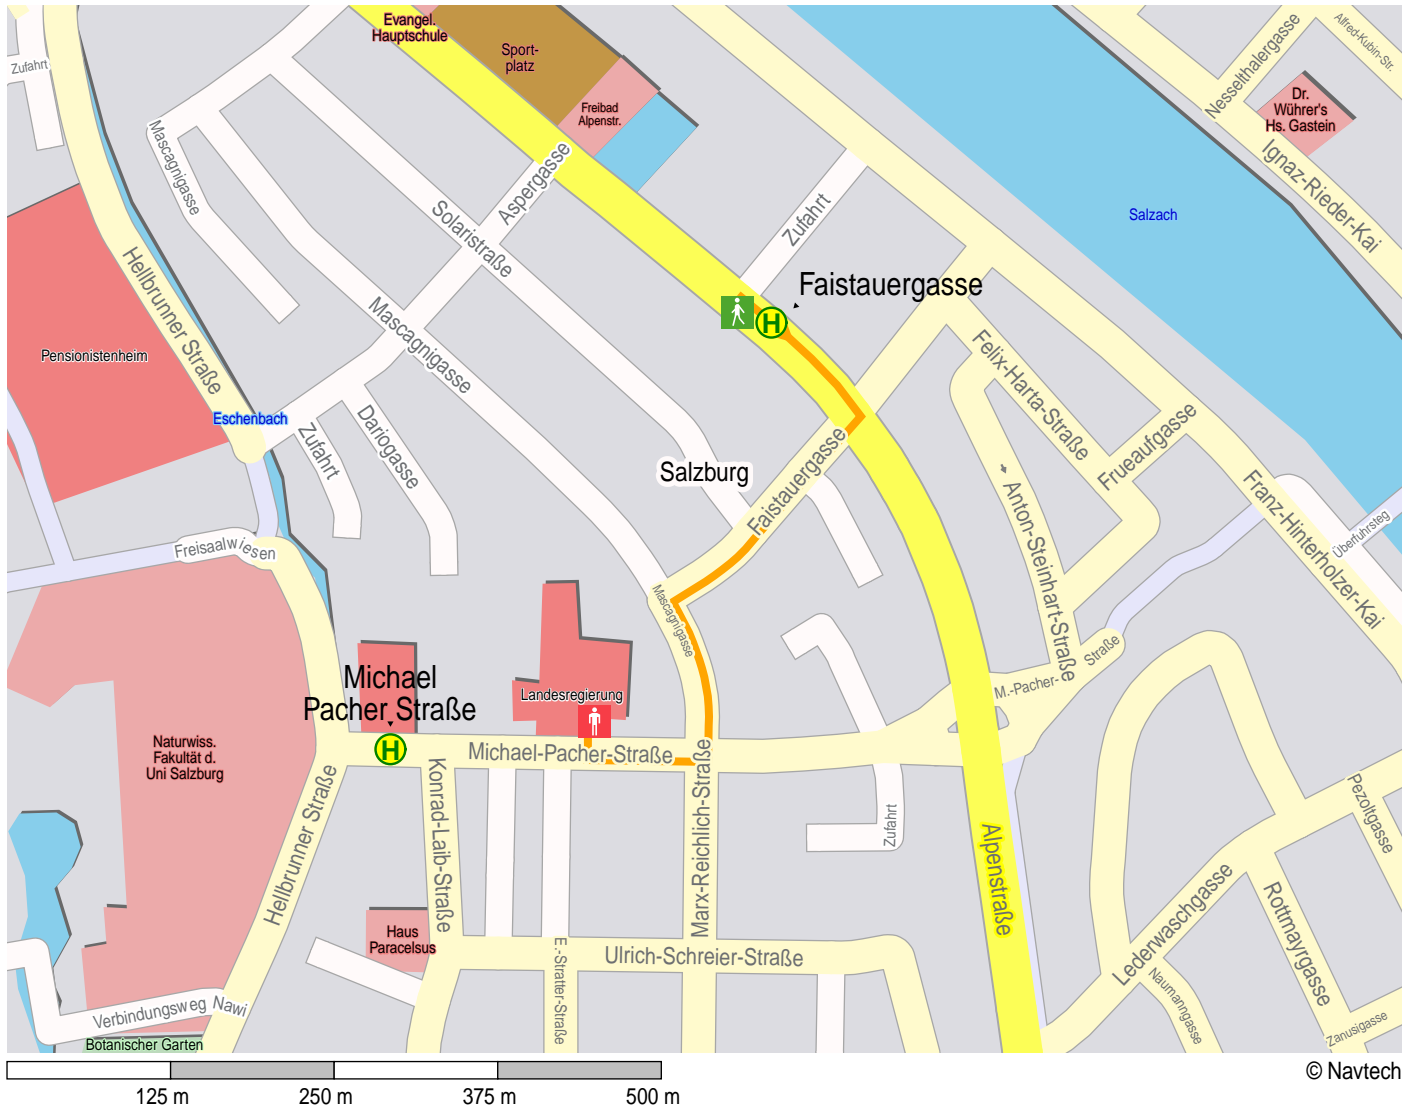 Evangel.
Hauptschule
Sport-
platz
Freibad
Alpenstr.
Zufahrt
Nesselthalergasse
Alfred-Kubin-Str.
Dr.
Wührer's
Hs. Gastein
Ignaz-Rieder-Kai
Mascagnigasse
Aspergasse
Solaristraße
Zufahrt
Salzach
Hellbrunner Straße
Faistauergasse
H
Mascagnigasse
Felix-Harta-Straße
Pensionistenheim
Eschenbach
Zufahrt
Dariogasse
Salzburg
Faistauergasse
Frueaufgasse
Anton-Steinhart-Straße
Franz-Hinterholzer-Kai
Überfuhrsteg
Freisaalwiesen
Mascagnigasse
Michael
Pacher Straße
H
Landesregierung
M.-Pacher-
Straße
Michael-Pacher-Straße
Naturwiss.
Fakultät d.
Uni Salzburg
Hellbrunner Straße
Konrad-Laib-Straße
Marx-Reichlich-Straße
Zufahrt
Alpenstraße
Pezoltgasse
Lederwaschgasse
Rottmayrgasse
Haus
Paracelsus
E.-Stratter-Straße
Ulrich-Schreier-Straße
Naumanngasse
Zanusigasse
Verbindungsweg Nawi
Botanischer Garten
125 m
250 m
375 m
500 m
© Navtech